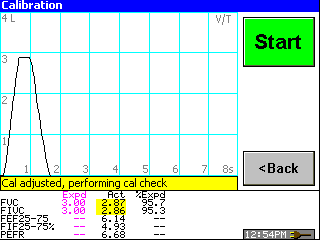 Calibration
4 L
V/T
3
2
1
1 2 3 4 5 6 7 8s
Start
<Back
Cal adjusted, performing cal check
Expd Act %Expd
FVC 3.00 2.87 95.7
FIVC 3.00 2.86 95.3
FEF25-75 -- 6.14 --
FIF25-75% -- 4.93 --
PEFR -- 6.68 --
12:54PM